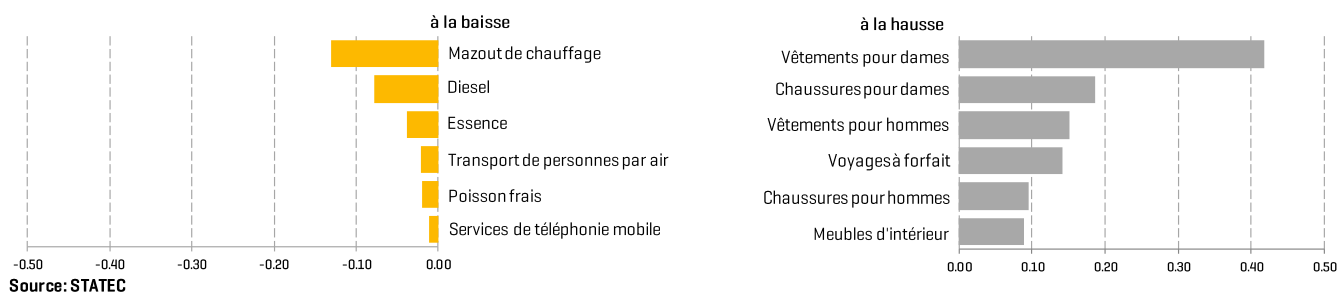 à la baisse
Mazout de chauffage
Diesel
Essence
Transport de personnes par air
Poisson frais
Services de téléphonie mobile
-0.50 -0.40 -0.30 -0.20 -0.10 0.00
Source: STATEC
à la hausse
Vêtements pour dames
Chaussures pour dames
Vêtements pour hommes
Voyages à forfait
Chaussures pour hommes
Meubles d'intérieur
0.00 0.10 0.20 0.30 0.40 0.50